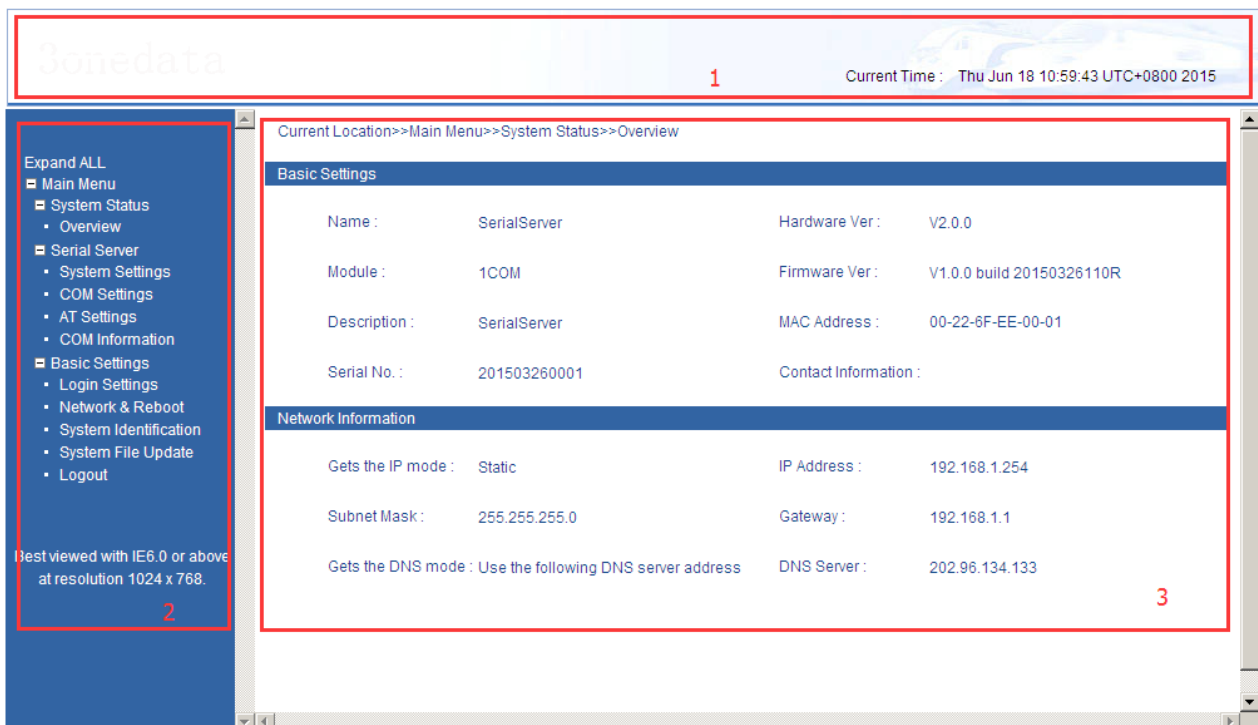 3onedata
1
Current Time : Thu Jun 18 10:59:43 UTC+0800 2015
Expand ALL
Main Menu
System Status
Overview
Serial Server
System Settings
COM Settings
AT Settings
COM Information
Basic Settings
Login Settings
Network & Reboot
System Identification
System File Update
Logout
Best viewed with IE6.0 or above
at resolution 1024 x 768.
2
Current Location>>Main Menu>>System Status>>Overview
Basic Settings
Name : SerialServer Hardware Ver : V2.0.0
Module : 1COM Firmware Ver : V1.0.0 build 20150326110R
Description : SerialServer MAC Address : 00-22-6F-EE-00-01
Serial No. : 201503260001 Contact Information :
Network Information
Gets the IP mode : Static IP Address : 192.168.1.254
Subnet Mask : 255.255.255.0 Gateway : 192.168.1.1
Gets the DNS mode : Use the following DNS server address DNS Server : 202.96.134.133
3